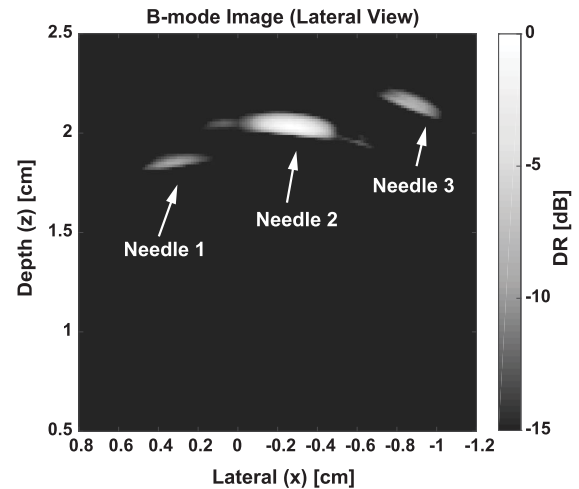 B-mode Image (Lateral View)
2.5
2
1.5
1
0.5
Depth (z) [cm]
Needle 1
Needle 2
Needle 3
0.8 0.6 0.4 0.2 0 -0.2 -0.4 -0.6 -0.8 -1 -1.2
Lateral (x) [cm]
0
-5
-10
-15
DR [dB]